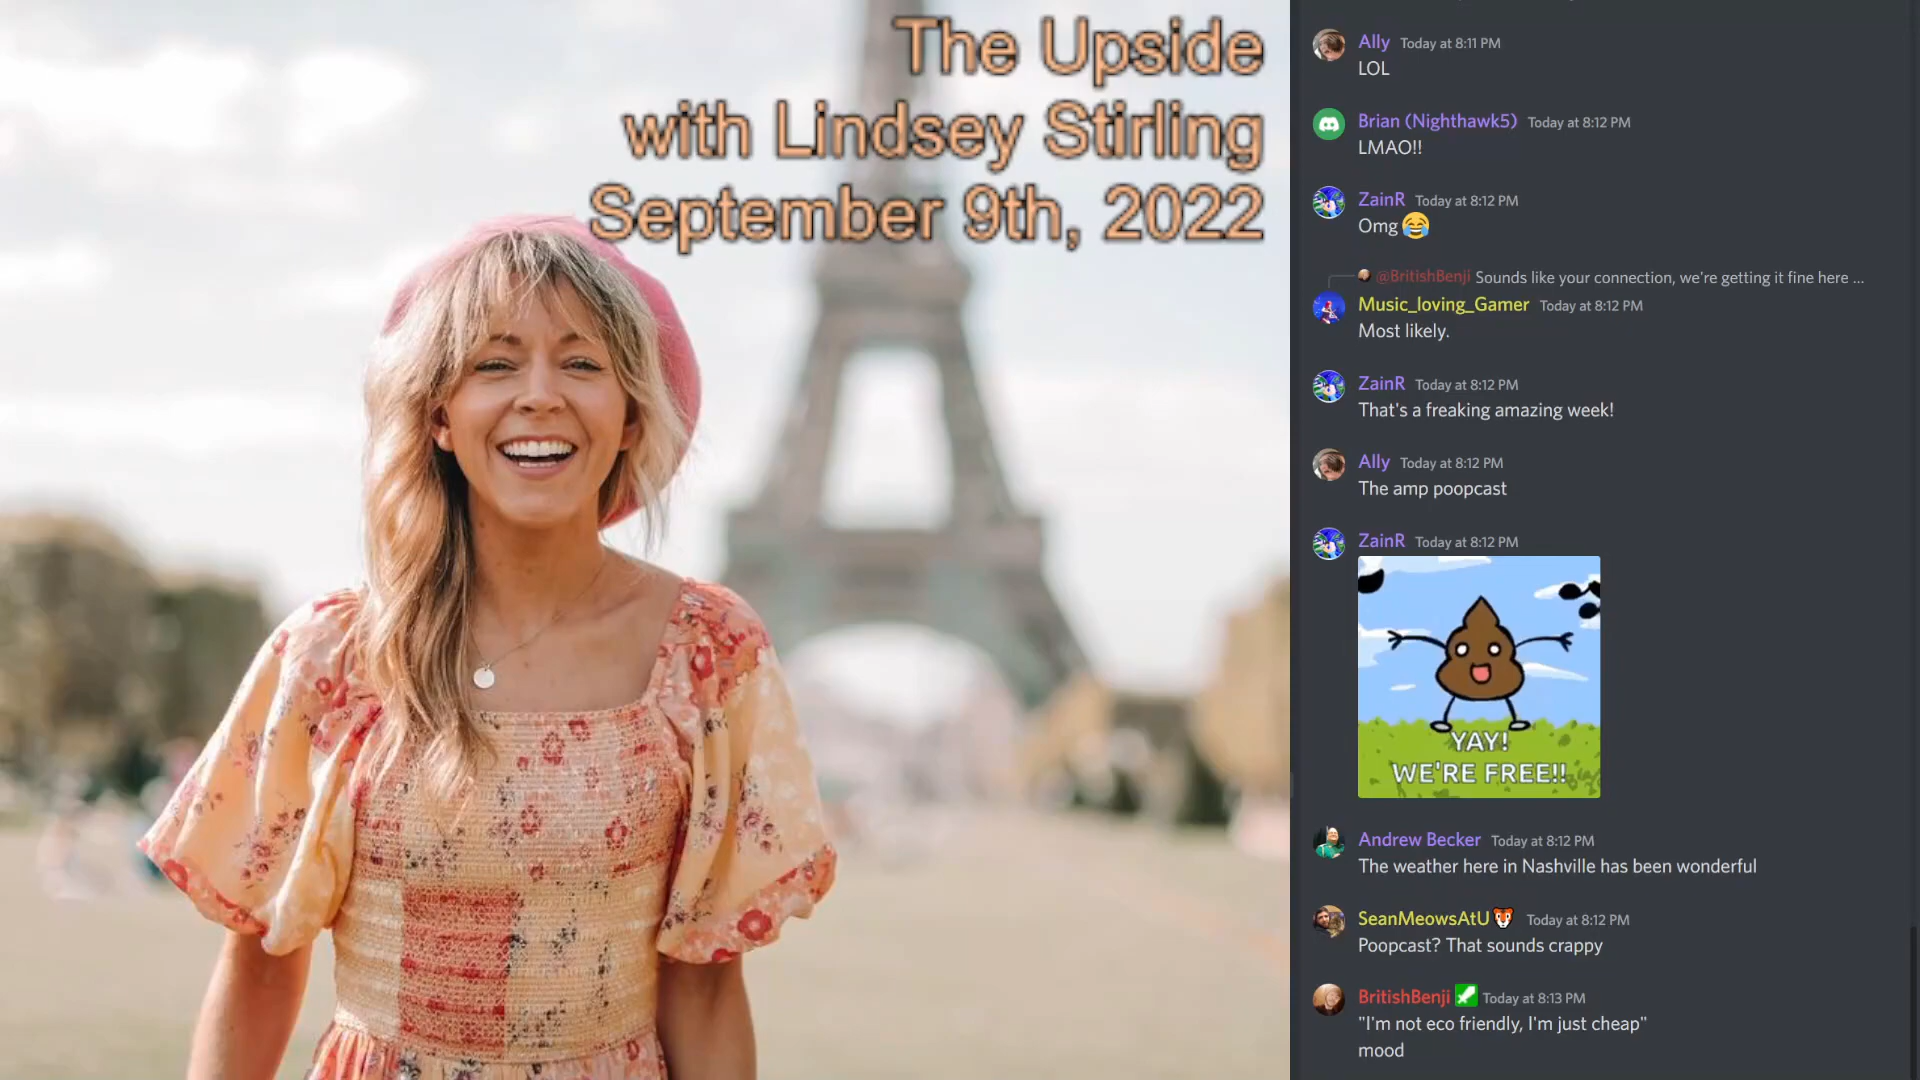 The Upside
with Lindsey Stirling
September 9th, 2022
Ally Today at 8:11 PM
LOL
Brian (Nighthawk5) Today at 8:12 PM
LMAO!!
ZainR Today at 8:12 PM
Omg 😂
@BritishBenji Sounds like your connection, we're getting it fine here ...
Music_loving_Gamer Today at 8:12 PM
Most likely.
ZainR Today at 8:12 PM
That's a freaking amazing week!
Ally Today at 8:12 PM
The amp poopcast
ZainR Today at 8:12 PM
YAY!
WE'RE FREE!!
Andrew Becker Today at 8:12 PM
The weather here in Nashville has been wonderful
SeanMeowsAtU🐯 Today at 8:12 PM
Poopcast? That sounds crappy
BritishBenji Today at 8:13 PM
"I'm not eco friendly, I'm just cheap"
mood